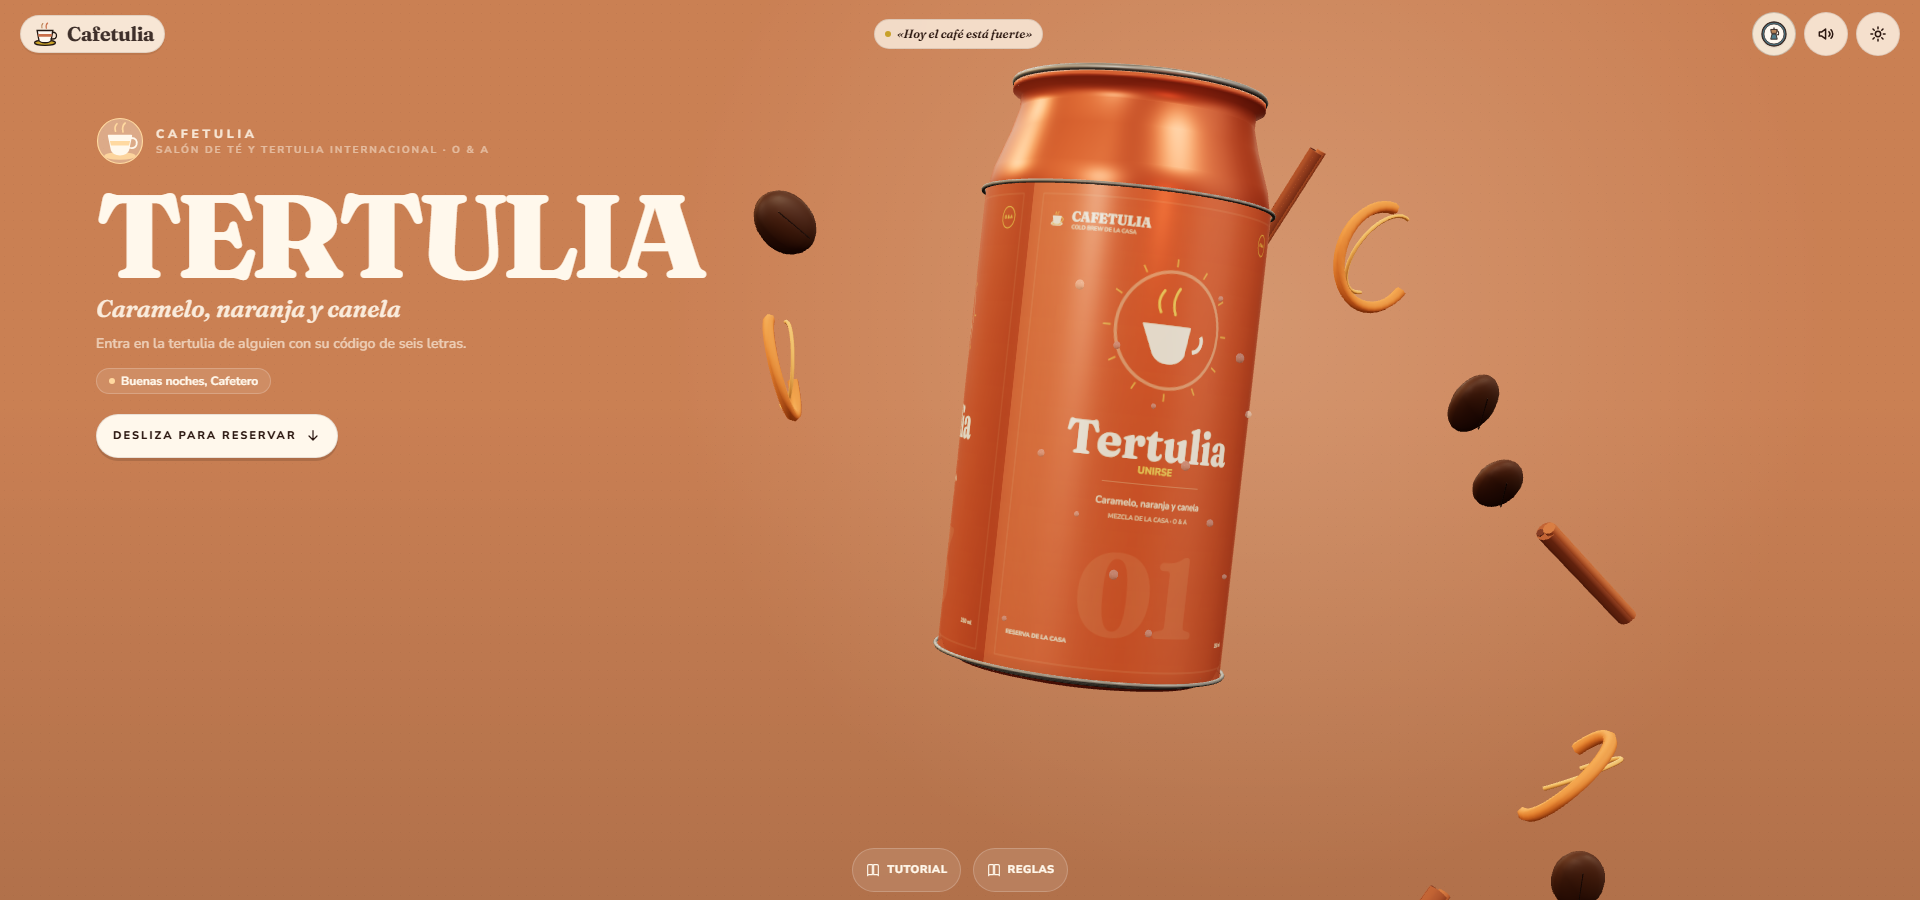 Cafetulia
«Hoy el café está fuerte»
CAFETULIA
SALÓN DE TÉ Y TERTULIA INTERNACIONAL · O & A
TERTULIA
Caramelo, naranja y canela
Entra en la tertulia de alguien con su código de seis letras.
Buenas noches, Cafetero
DESLIZA PARA RESERVAR
CAFETULIA
COLD BREW DE LA CASA
Tertulia
UNIRSE
Caramelo, naranja y canela
MEZCLA DE LA CASA · O & A
01
RESERVA DE LA CASA
TUTORIAL
REGLAS